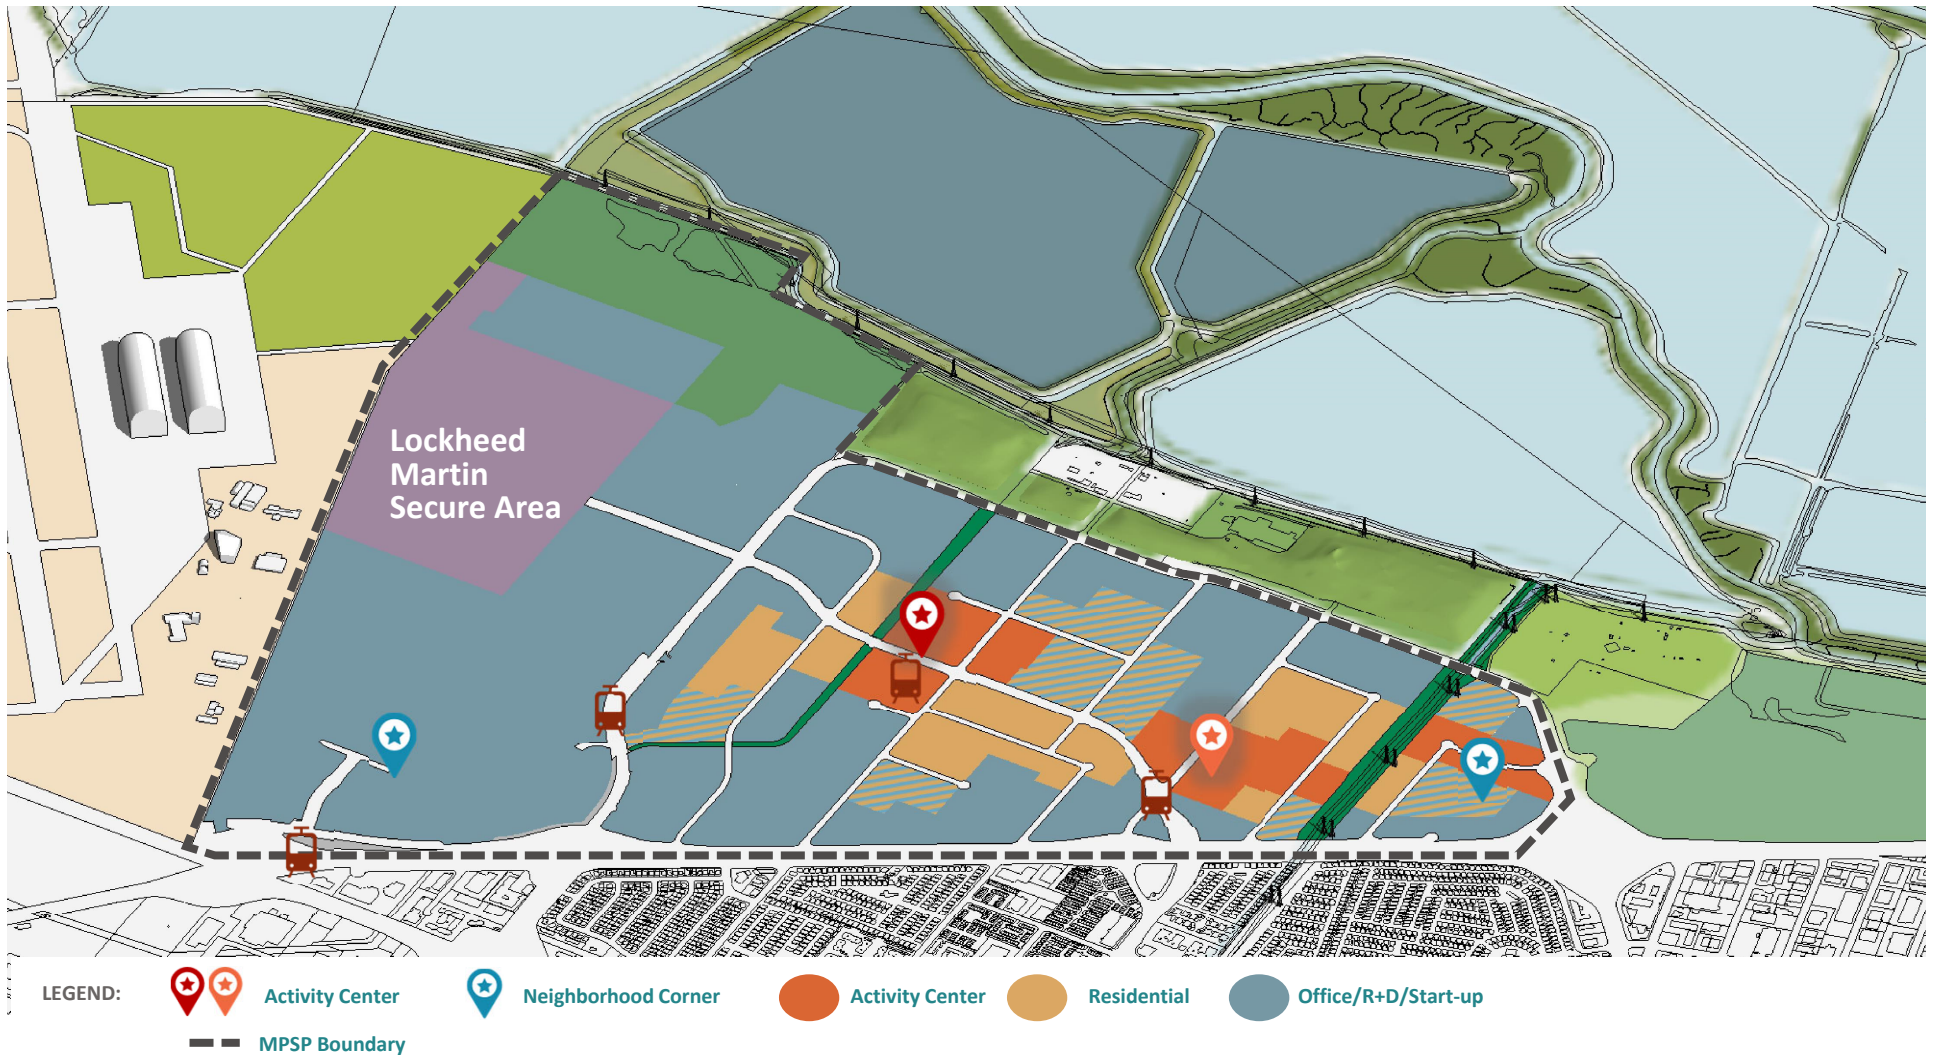 Lockheed
Martin
Secure Area
LEGEND:
Activity Center
Neighborhood Corner
Activity Center
Residential
Office/R+D/Start-up
MPSP Boundary